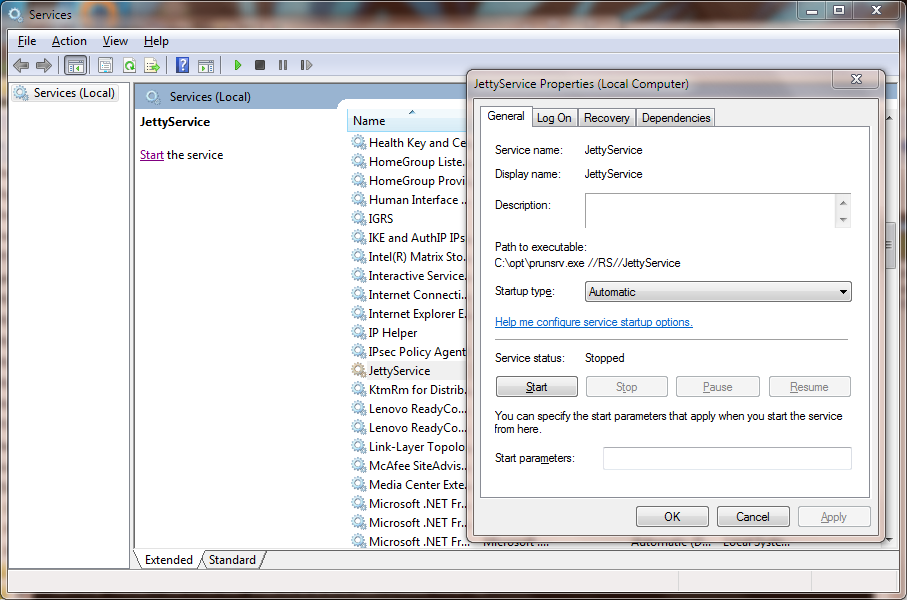 Services
File Action View Help
Services (Local)
Services (Local)
JettyService
Start the service
Name
Health Key and Ce
HomeGroup Liste.
HomeGroup Provi
Human Interface ..
IGRS
IKE and AuthIP IPs
Intel(R) Matrix Sto.
Interactive Service.
Internet Connecti..
Internet Explorer E.
IP Helper
IPsec Policy Agent
JettyService
KtmRm for Distrib.
Lenovo ReadyCo...
Lenovo ReadyCo...
Link-Layer Topolo
McAfee SiteAdvis..
Media Center Exte.
Microsoft .NET Fr..
Microsoft .NET Fr..
Microsoft .NET Fr... Microsoft .... Automatic (D... Local Syste...
Extended Standard
JettyService Properties (Local Computer)
General Log On Recovery Dependencies
Service name: JettyService
Display name: JettyService
Description:
Path to executable:
C:\opt\prunsrv.exe //RS//JettyService
Startup type: Automatic
Help me configure service startup options.
Service status: Stopped
Start Stop Pause Resume
You can specify the start parameters that apply when you start the service
from here.
Start parameters:
OK Cancel Apply